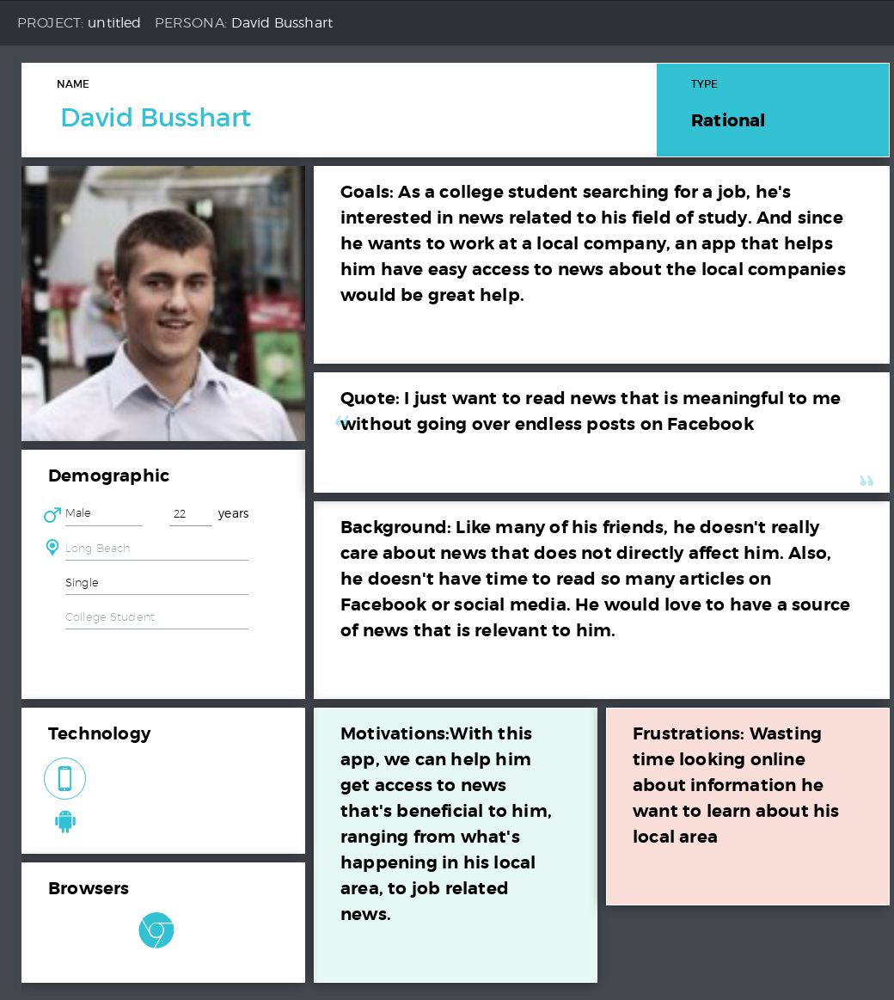 PROJECT: untitled PERSONA: David Busshart
NAME
David Busshart
TYPE
Rational
Goals: As a college student searching for a job, he's
interested in news related to his field of study. And since
he wants to work at a local company, an app that helps
him have easy access to news about the local companies
would be great help.
“
Quote: I just want to read news that is meaningful to me
without going over endless posts on Facebook
”
Demographic
Male 22 years
Long Beach
Single
College Student
Background: Like many of his friends, he doesn't really
care about news that does not directly affect him. Also,
he doesn't have time to read so many articles on
Facebook or social media. He would love to have a source
of news that is relevant to him.
Technology
Browsers
Motivations:With this
app, we can help him
get access to news
that's beneficial to him,
ranging from what's
happening in his local
area, to job related
news.
Frustrations: Wasting
time looking online
about information he
want to learn about his
local area